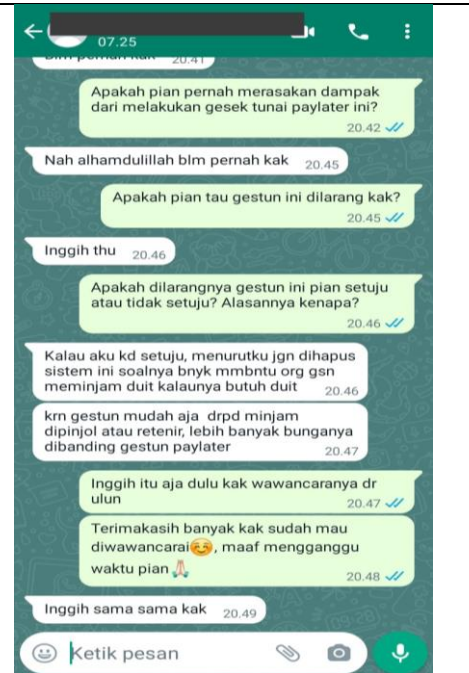 07.25
20.41
Apakah pian pernah merasakan dampak
dari melakukan gesek tunai paylater ini?
20.42
Nah alhamdulillah blm pernah kak 20.45
Apakah pian tau gestun ini dilarang kak?
20.45
Inggih thu 20.46
Apakah dilarangnya gestun ini pian setuju
atau tidak setuju? Alasannya kenapa?
20.46
Kalau aku kd setuju, menurutku jgn dihapus
sistem ini soalnya bnyk mmbntu org gsn
meminjam duit kalaunya butuh duit 20.46
krn gestun mudah aja drpd minjam
dipinjol atau retenir, lebih banyak bunganya
dibanding gestun paylater 20.47
Inggih itu aja dulu kak wawancaranya dr
ulun 20.47
Terimakasih banyak kak sudah mau
diwawancarai☺️, maaf mengganggu
waktu pian 🙏🏻 20.48
Inggih sama sama kak 20.49
Ketik pesan